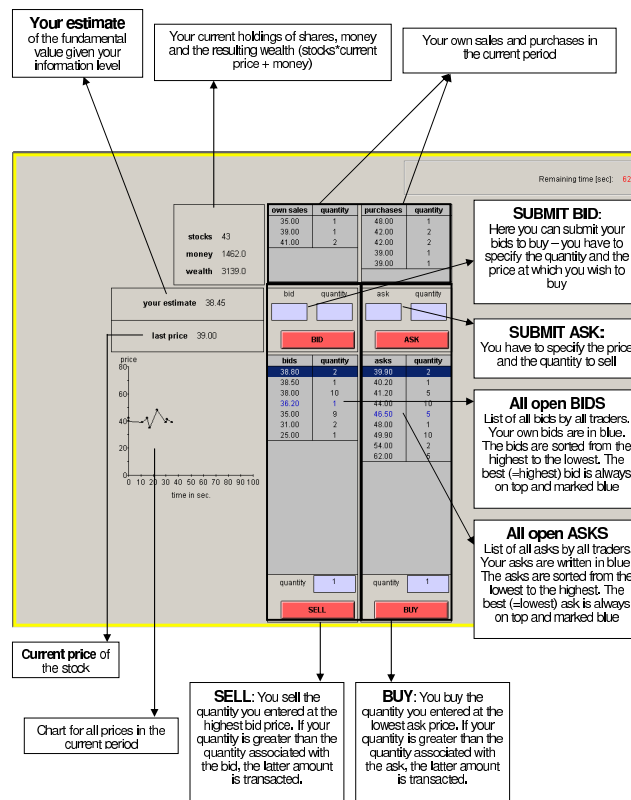 Your estimate
of the fundamental
value given your
information level
Your current holdings of shares, money
and the resulting wealth (stocks*current
price + money)
Your own sales and purchases in
the current period
Remaining time [sec]: 62
own sales quantity purchases quantity
35.00 1 48.00 1
39.00 1 42.00 2
41.00 2 42.00 2
39.00 1
39.00 1
stocks 43
money 1462.0
wealth 3139.0
your estimate 38.45
last price 39.00
bid quantity ask quantity
BID ASK
bids quantity asks quantity
38.80 2 39.90 2
38.50 1 40.20 1
38.00 10 41.20 5
36.20 1 44.00 10
35.00 9 46.50 5
31.00 2 48.00 1
25.00 1 49.90 10
54.00 2
62.00 5
price
80
60
40
20
0
0 10 20 30 40 50 60 70 80 90 100
time in sec.
quantity 1 quantity 1
SELL BUY
SUBMIT BID:
Here you can submit your
bids to buy – you have to
specify the quantity and the
price at which you wish to
buy
SUBMIT ASK:
You have to specify the price
and the quantity to sell
All open BIDS
List of all bids by all traders.
Your own bids are in blue.
The bids are sorted from the
highest to the lowest. The
best (=highest) bid is always
on top and marked blue
All open ASKS
List of all asks by all traders
Your asks are written in blue
The asks are sorted from the
lowest to the highest. The
best (=lowest) ask is always
on top and marked blue
Current price of
the stock
Chart for all prices in the
current period
SELL: You sell the
quantity you entered at the
highest bid price. If your
quantity is greater than the
quantity associated with
the bid, the latter amount
is transacted.
BUY: You buy the
quantity you entered at the
lowest ask price. If your
quantity is greater than the
quantity associated with
the ask, the latter amount
is transacted.